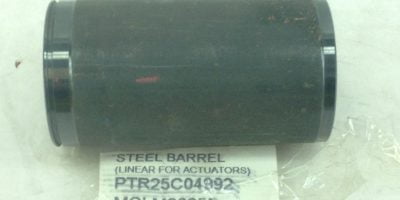 STEEL BARREL
(LINEAR FOR ACTUATORS)
PTR25C04092